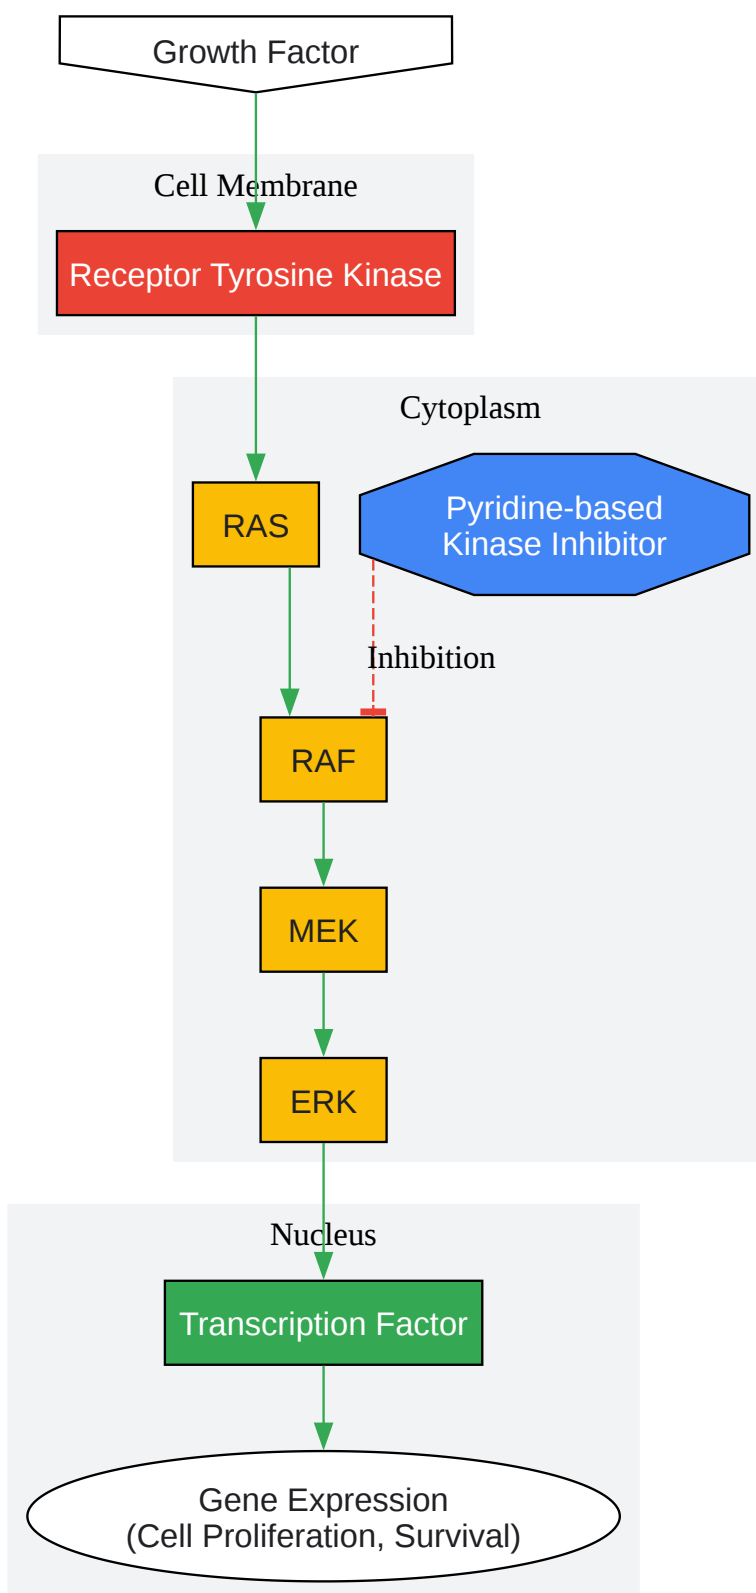 Growth Factor
Cell Membrane
Receptor Tyrosine Kinase
Cytoplasm
Pyridine-based
Kinase Inhibitor
RAS
Inhibition
RAF
MEK
ERK
Nucleus
Transcription Factor
Gene Expression
(Cell Proliferation, Survival)